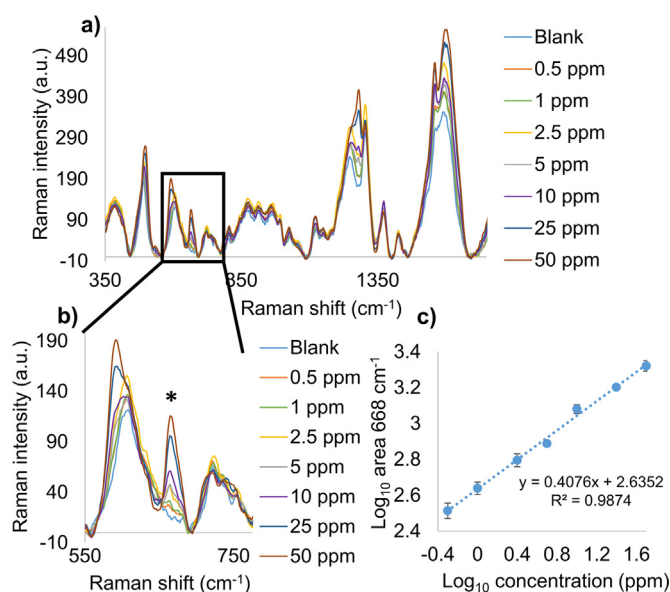 a)
Raman intensity (a.u.)
490
390
290
190
90
-10
350
850
1350
Raman shift (cm⁻¹)
Blank
0.5 ppm
1 ppm
2.5 ppm
5 ppm
10 ppm
25 ppm
50 ppm
b)
Raman intensity (a.u.)
190
140
90
40
-10
550
750
Raman shift (cm⁻¹)
*
Blank
0.5 ppm
1 ppm
2.5 ppm
5 ppm
10 ppm
25 ppm
50 ppm
c)
Log₁₀ area 668 cm⁻¹
3.4
3.2
3
2.8
2.6
2.4
y = 0.4076x + 2.6352
R² = 0.9874
-0.4
0
0.4
0.8
1.2
1.6
Log₁₀ concentration (ppm)